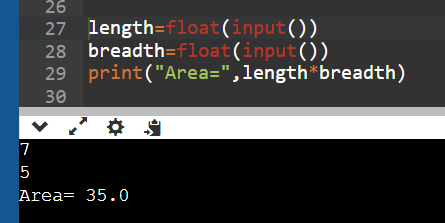 26
27 length=float(input())
28 breadth=float(input())
29 print("Area=",length*breadth)
30
7
5
Area= 35.0